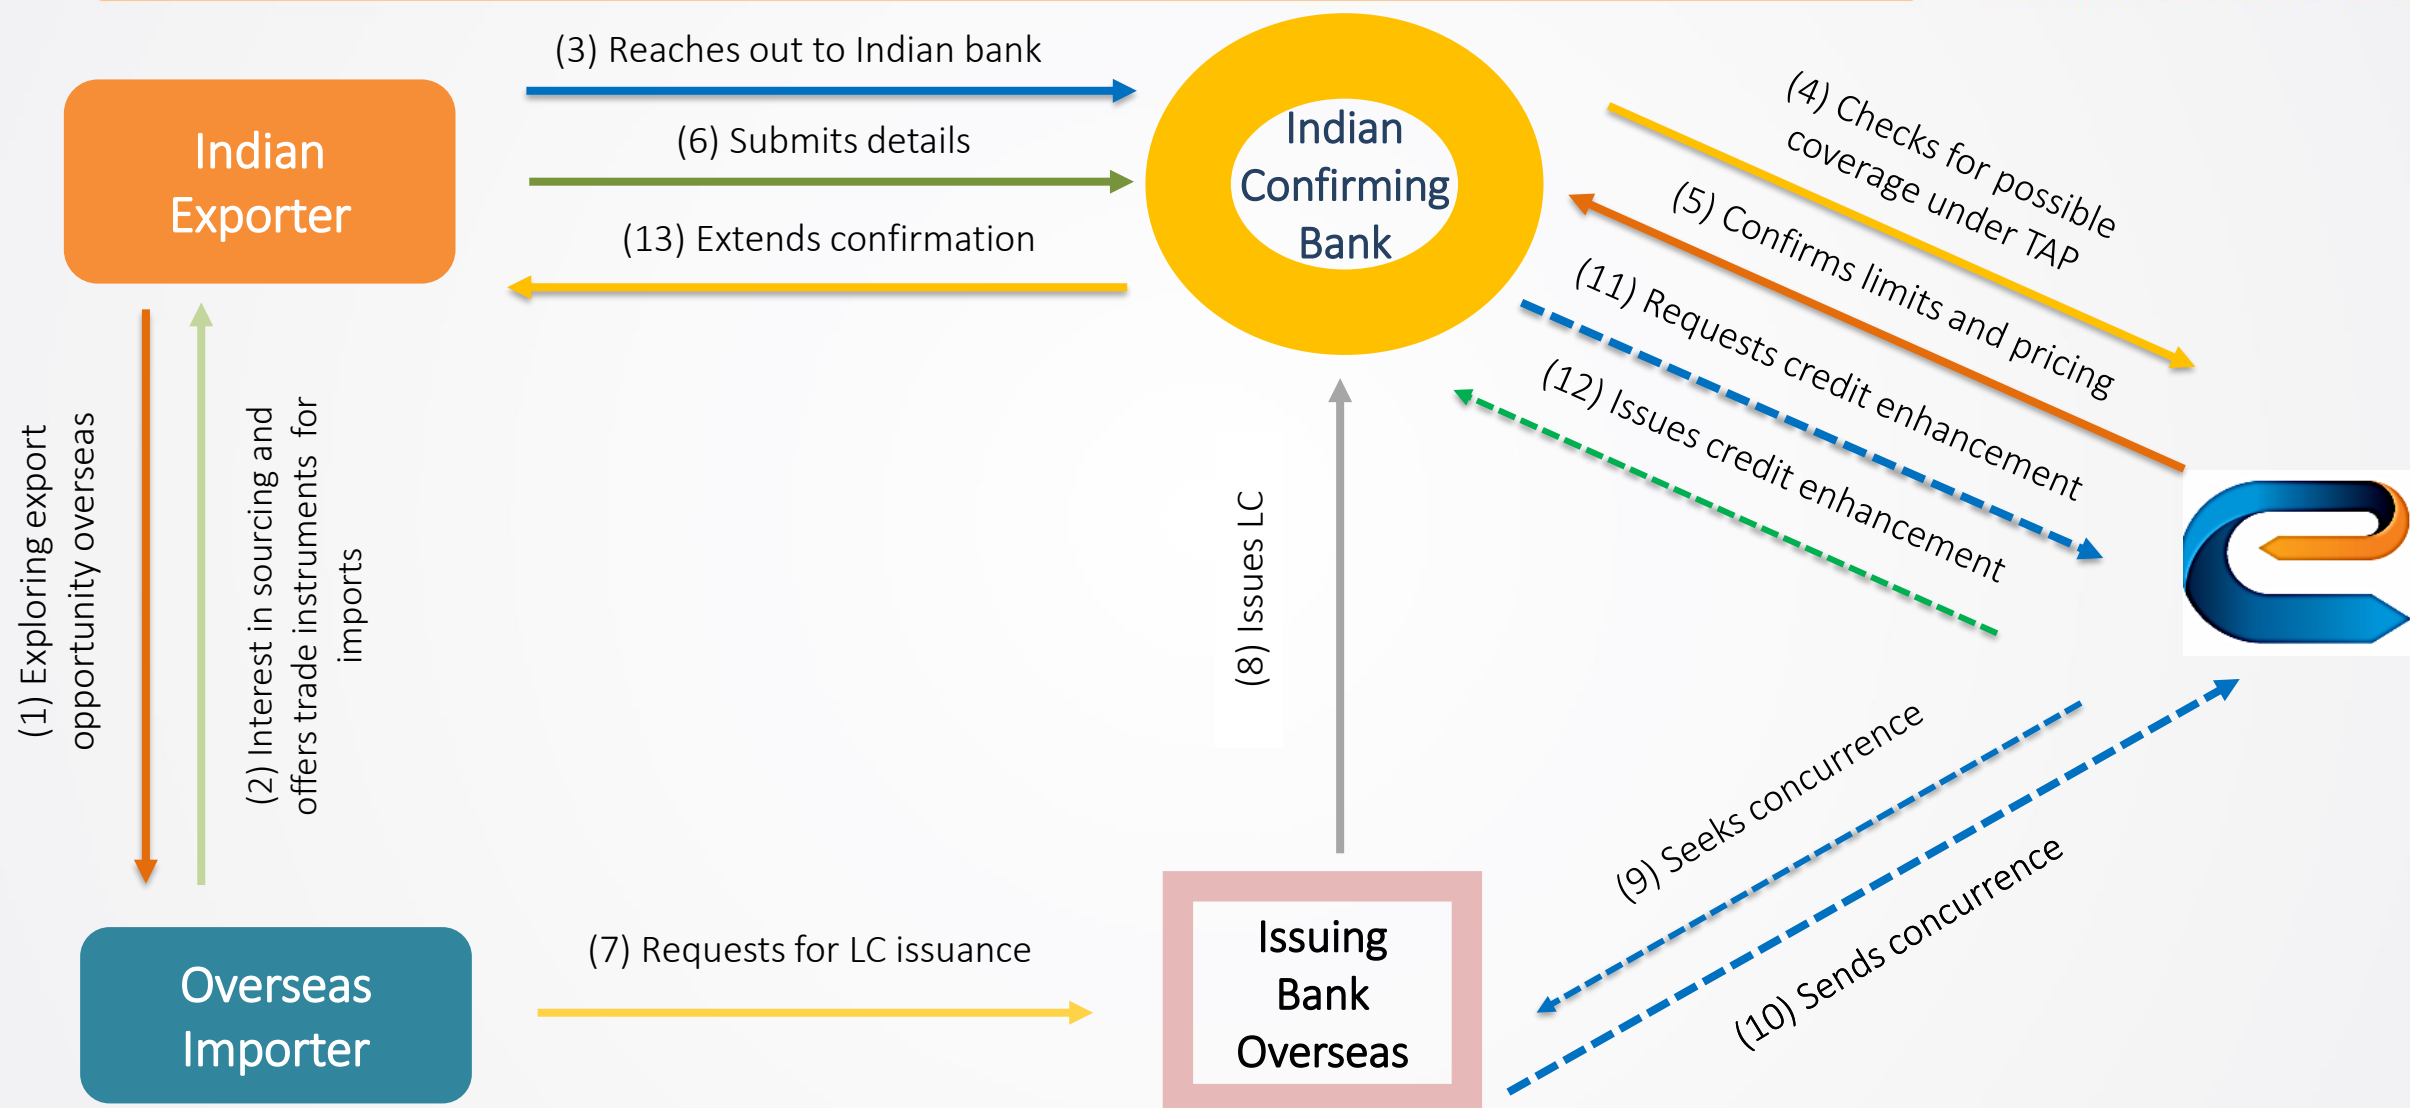 (3) Reaches out to Indian bank
Indian
Exporter
(6) Submits details
(13) Extends confirmation
Indian
Confirming
Bank
(4) Checks for possible
coverage under TAP
(5) Confirms limits and pricing
(11) Requests credit enhancement
(12) Issues credit enhancement
(1) Exploring export
opportunity overseas
(2) Interest in sourcing and
offers trade instruments for
imports
(8) Issues LC
(9) Seeks concurrence
(10) Sends concurrence
Overseas
Importer
(7) Requests for LC issuance
Issuing
Bank
Overseas